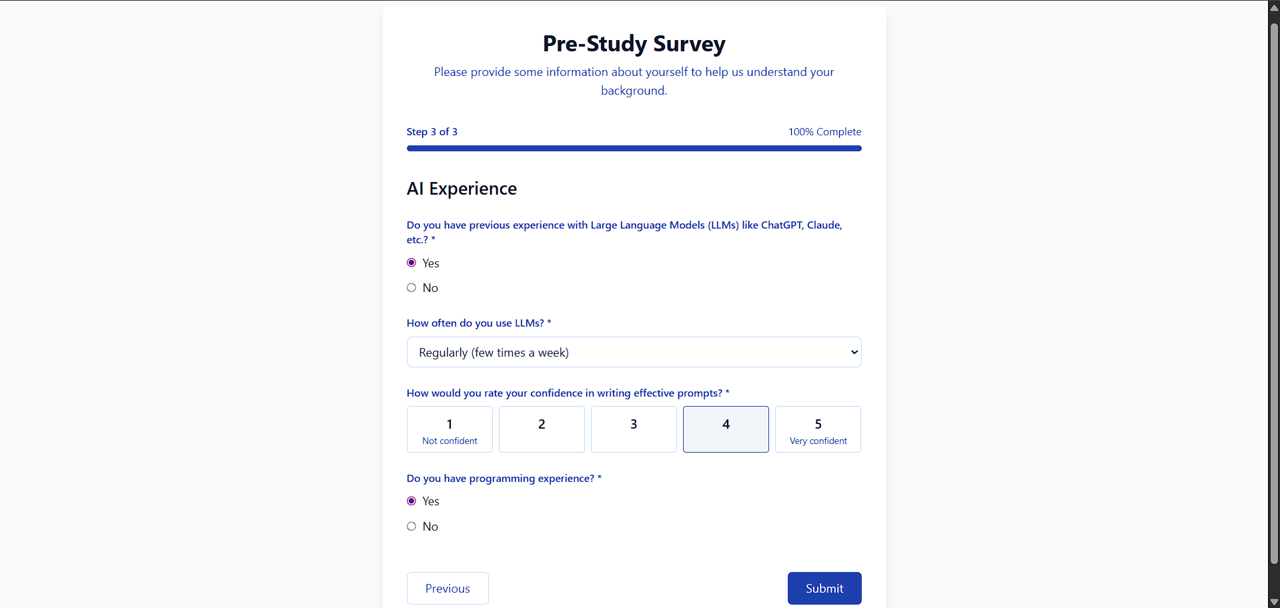 Pre-Study Survey
Please provide some information about yourself to help us understand your
background.
Step 3 of 3
100% Complete
AI Experience
Do you have previous experience with Large Language Models (LLMs) like ChatGPT, Claude,
etc.? *
Yes
No
How often do you use LLMs? *
Regularly (few times a week)
How would you rate your confidence in writing effective prompts? *
1
Not confident
2
3
4
5
Very confident
Do you have programming experience? *
Yes
No
Previous
Submit